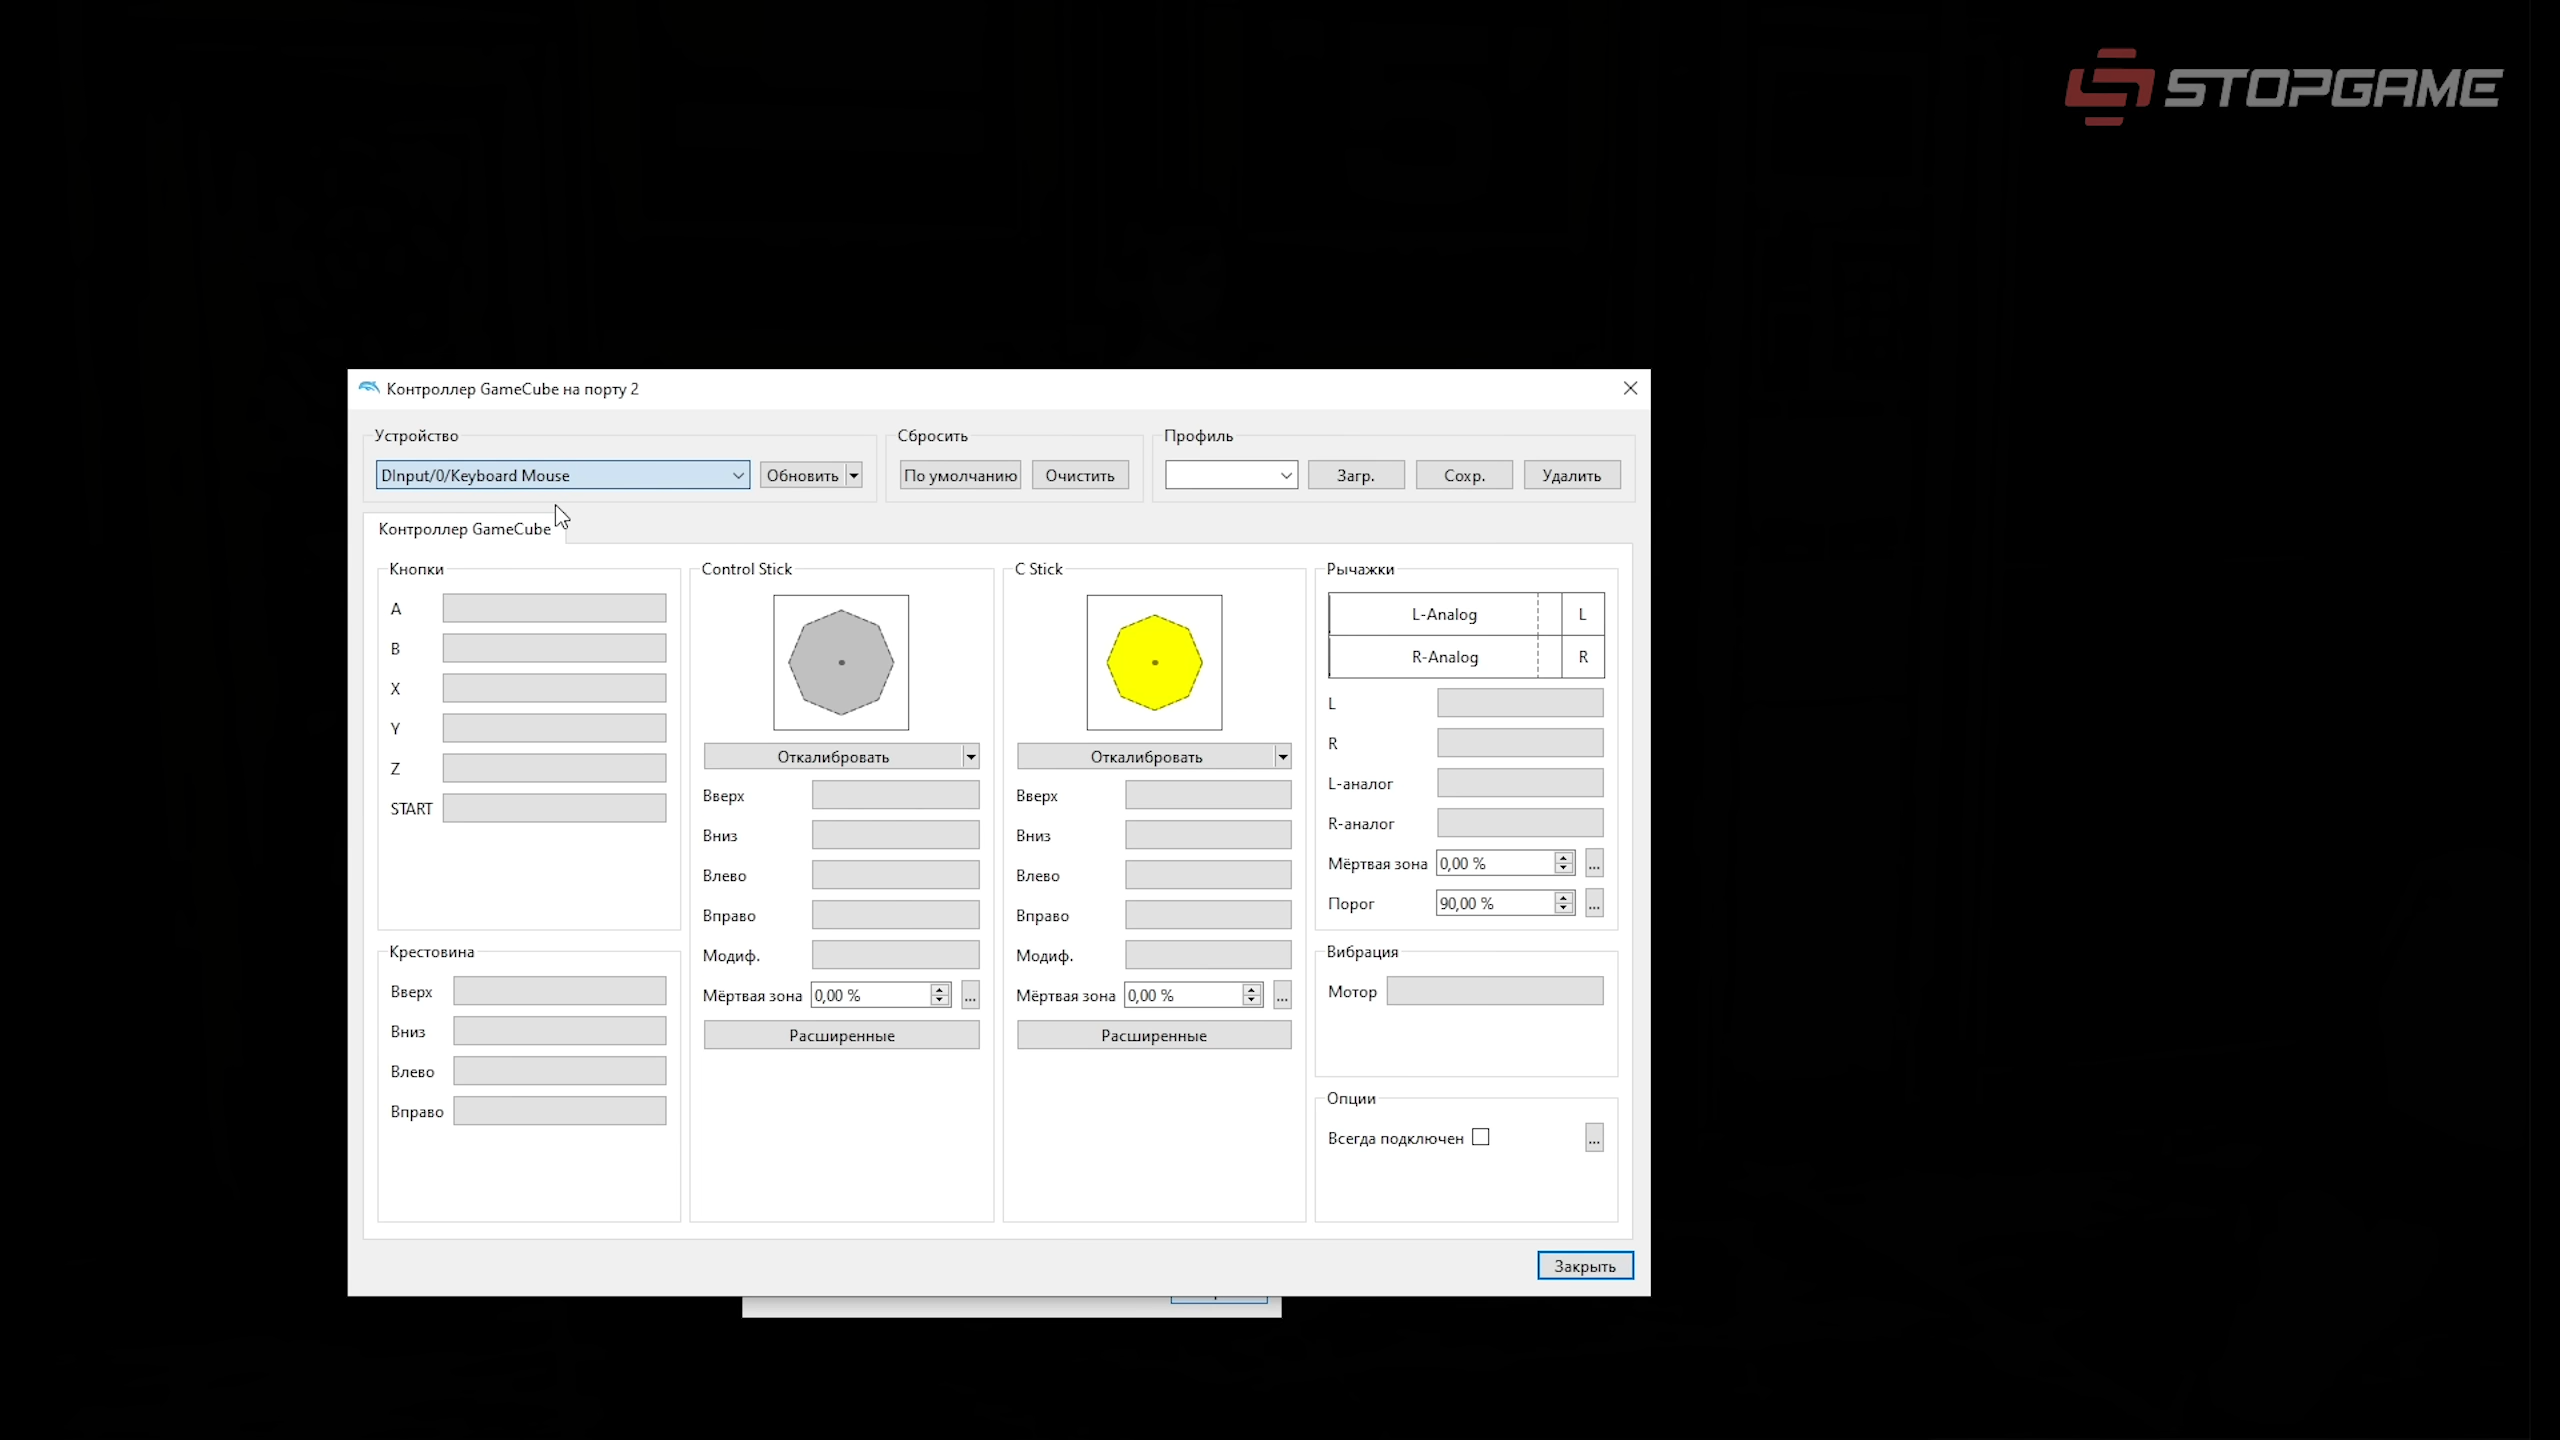 STOPGAME
Контроллер GameCube на порту 2
Устройство
DInput/0/Keyboard Mouse
Обновить
Сбросить
По умолчанию
Очистить
Профиль
Загр.
Сохр.
Удалить
Контроллер GameCube
Кнопки
A
B
X
Y
Z
START
Крестовина
Вверх
Вниз
Влево
Вправо
Control Stick
Откалибровать
Вверх
Вниз
Влево
Вправо
Модиф.
Мёртвая зона 0,00 % ...
Расширенные
C Stick
Откалибровать
Вверх
Вниз
Влево
Вправо
Модиф.
Мёртвая зона 0,00 % ...
Расширенные
Рычажки
L-Analog L
R-Analog R
L
R
L-аналог
R-аналог
Мёртвая зона 0,00 % ...
Порог 90,00 % ...
Вибрация
Мотор
Опции
Всегда подключен ...
Закрыть